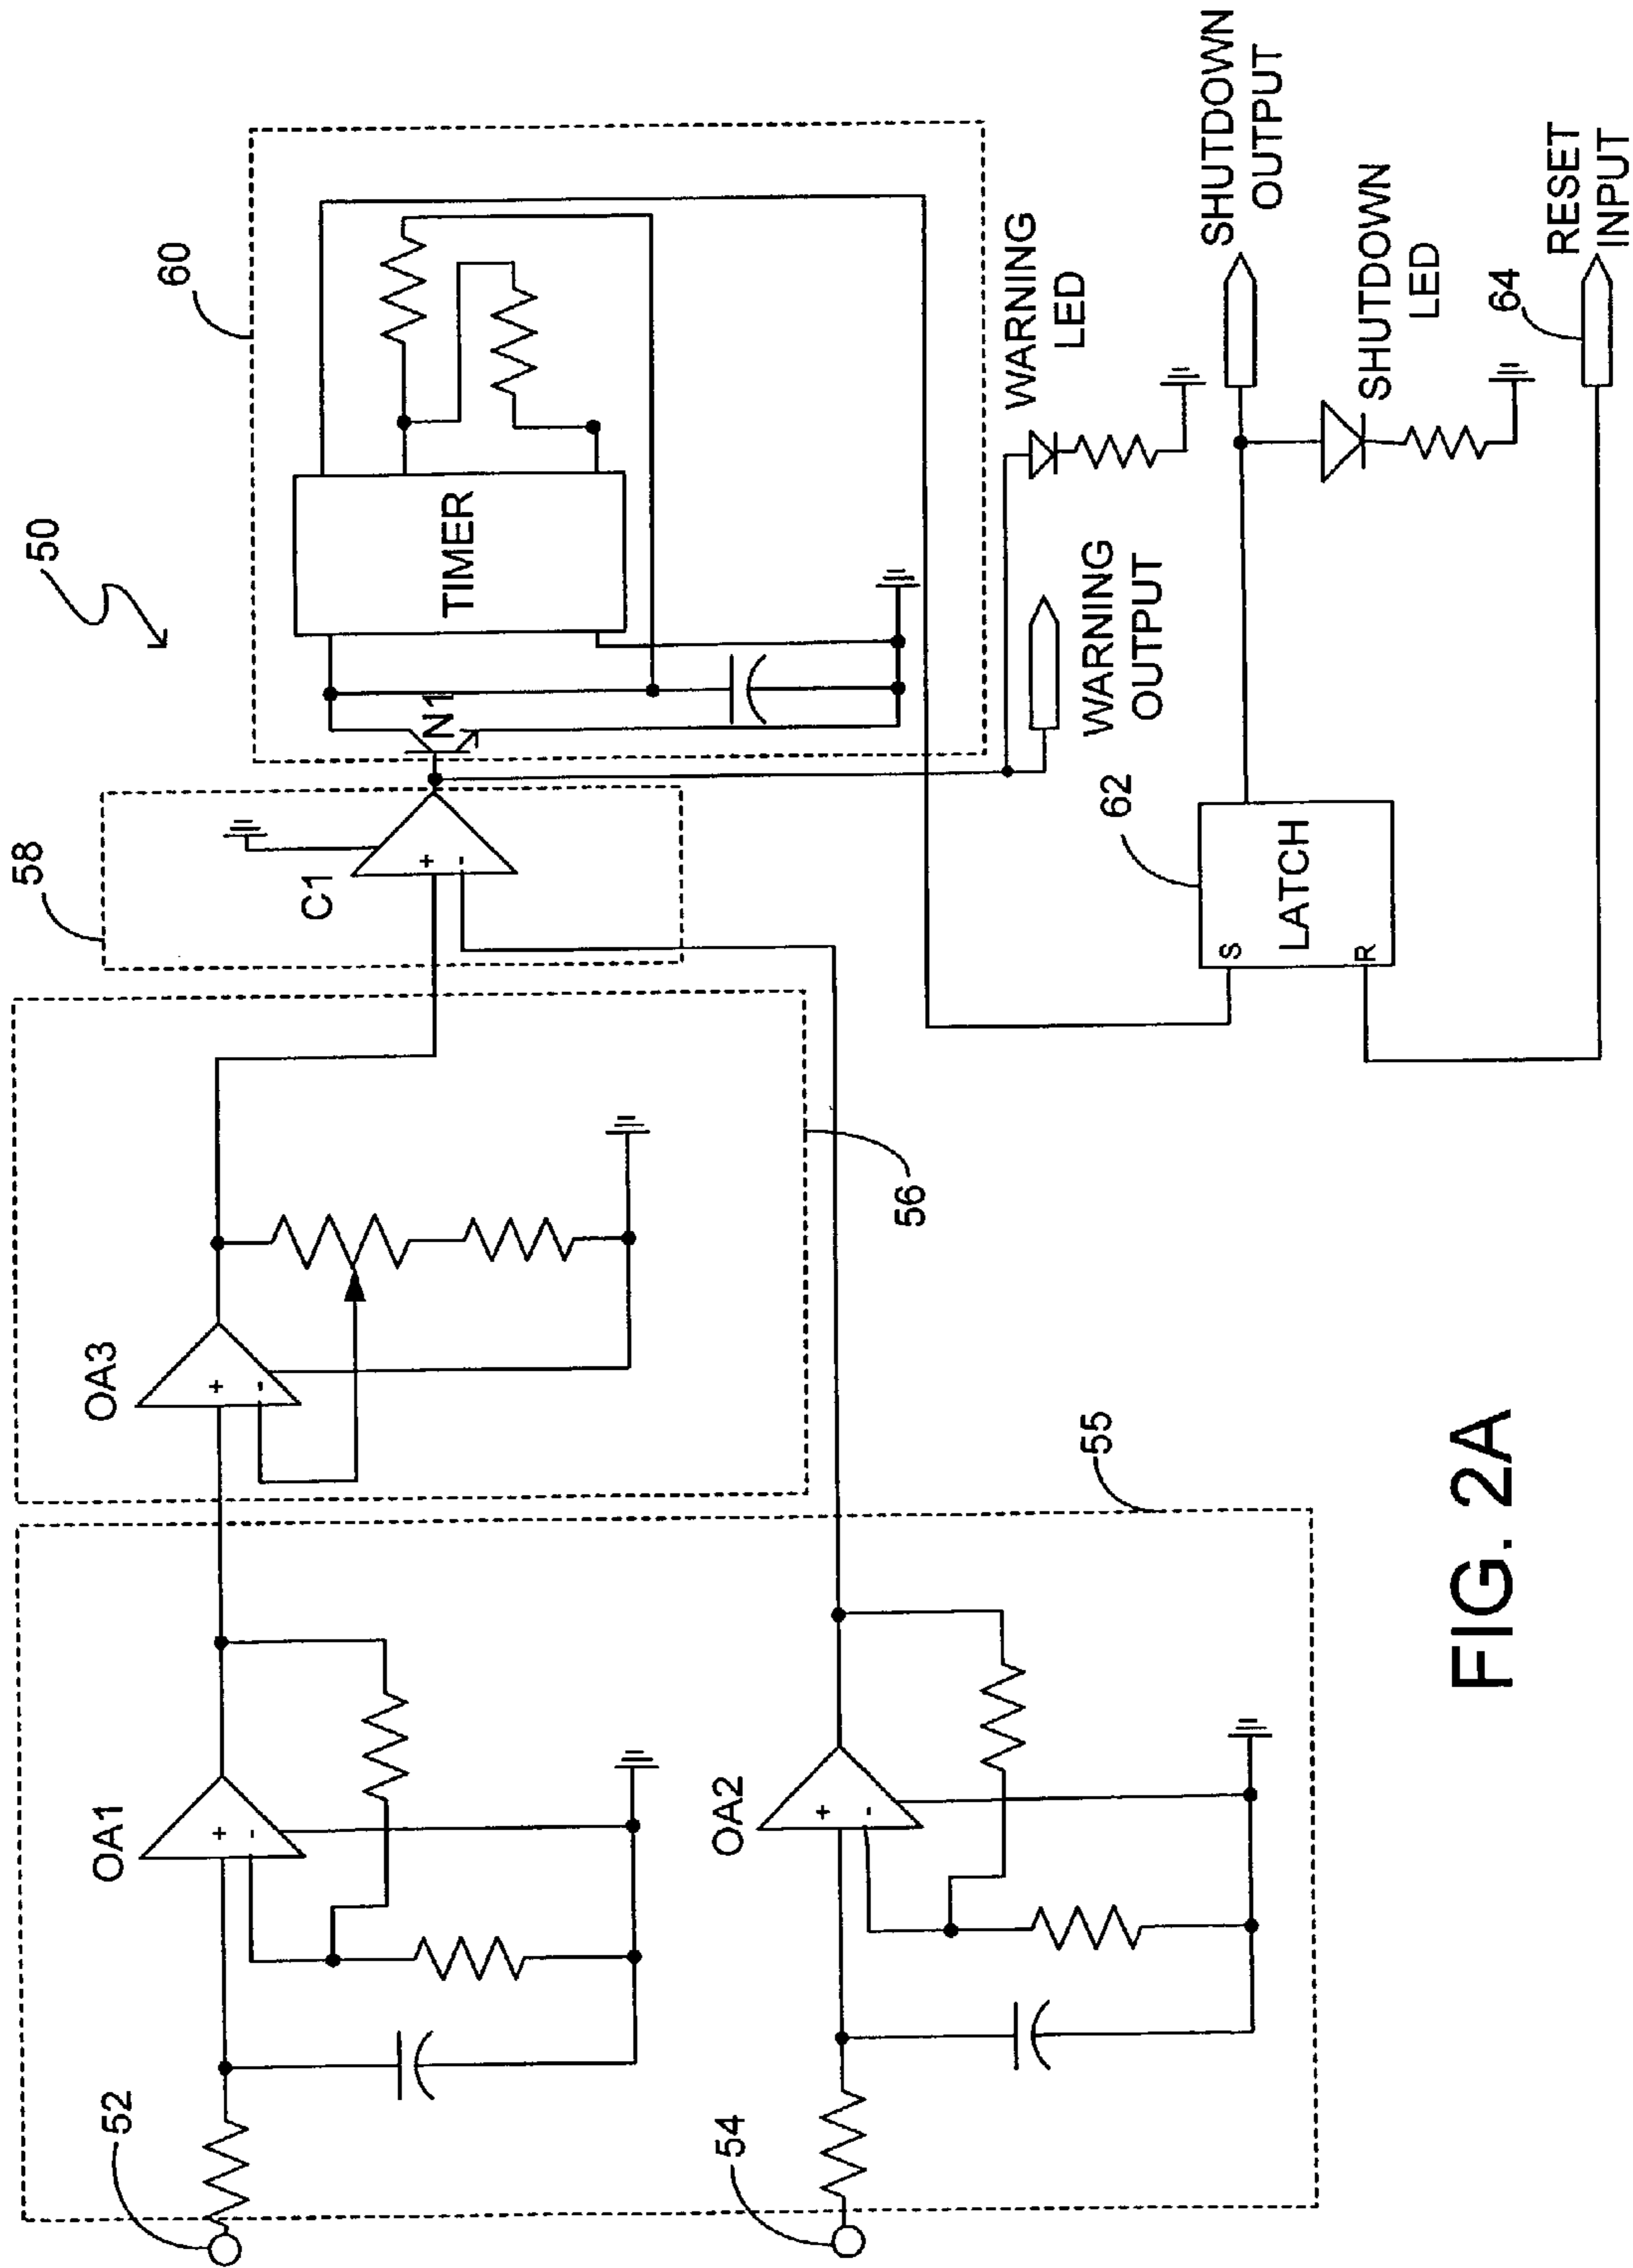 50
60
58
C1
+
-
N1
TIMER
OA3
+
-
56
WARNING
LED
WARNING
OUTPUT
SHUTDOWN
OUTPUT
SHUTDOWN
LED
62
S
LATCH
R
64
RESET
INPUT
52
OA1
+
-
54
OA2
+
-
55
FIG. 2A